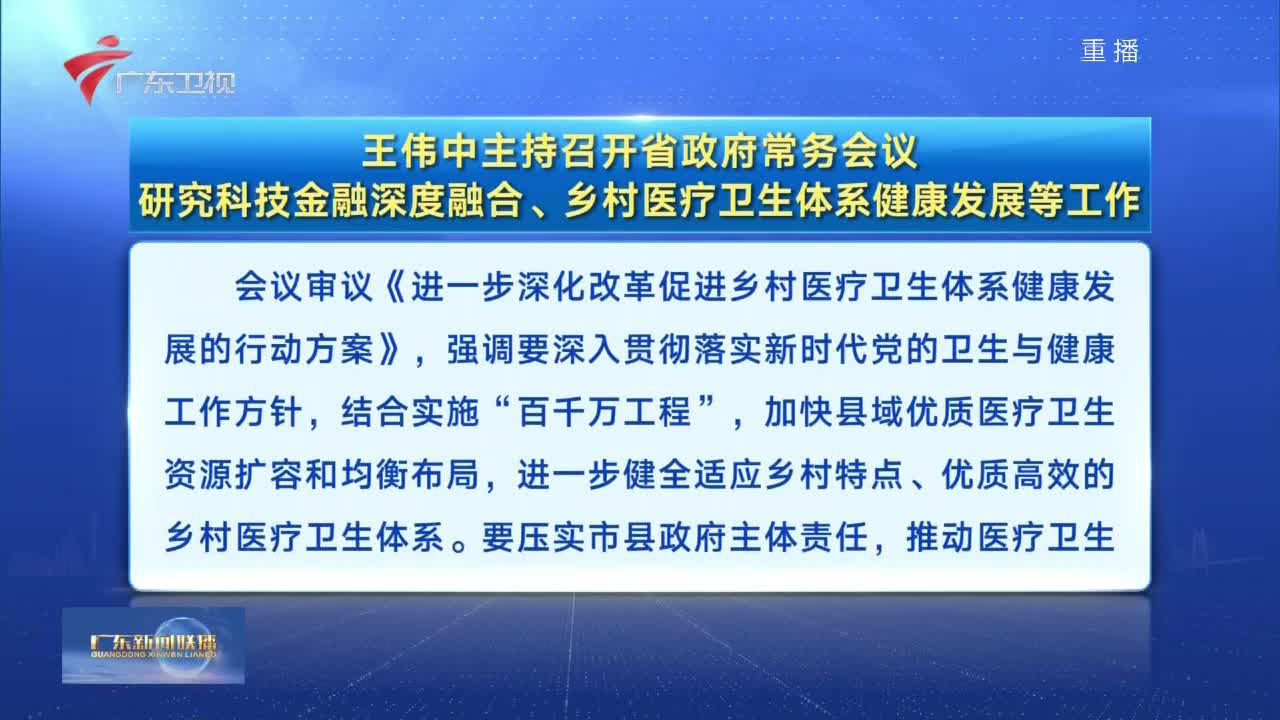 广东卫视
重播
王伟中主持召开省政府常务会议
研究科技金融深度融合、乡村医疗卫生体系健康发展等工作
会议审议《进一步深化改革促进乡村医疗卫生体系健康发
展的行动方案》，强调要深入贯彻落实新时代党的卫生与健康
工作方针，结合实施“百千万工程”，加快县域优质医疗卫生
资源扩容和均衡布局，进一步健全适应乡村特点、优质高效的
乡村医疗卫生体系。要压实市县政府主体责任，推动医疗卫生
广东新闻联播
GUANGDONG XINWEN LIANBO